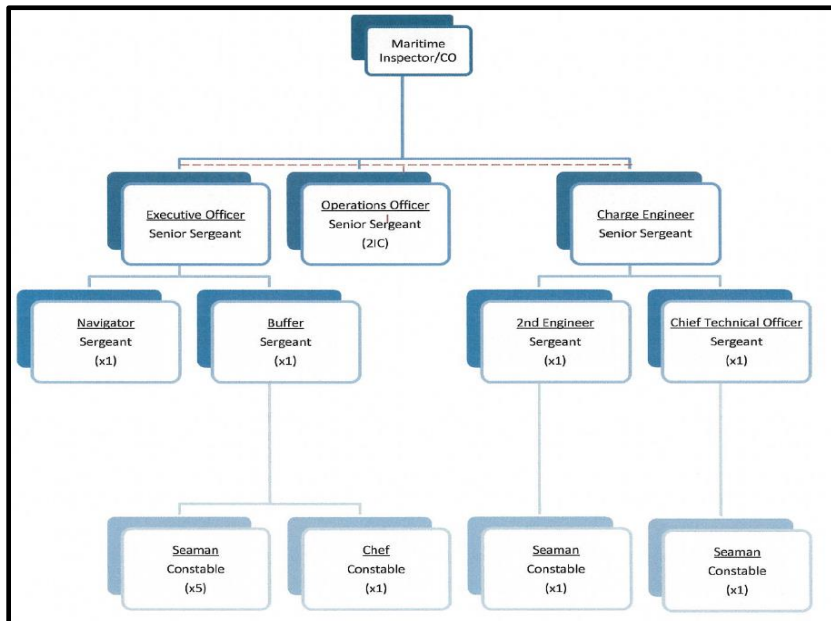 Maritime
Inspector/CO
Executive Officer
Senior Sergeant
Operations Officer
Senior Sergeant
(2IC)
Charge Engineer
Senior Sergeant
Navigator
Sergeant
(x1)
Buffer
Sergeant
(x1)
2nd Engineer
Sergeant
(x1)
Chief Technical Officer
Sergeant
(x1)
Seaman
Constable
(x5)
Chef
Constable
(x1)
Seaman
Constable
(x1)
Seaman
Constable
(x1)